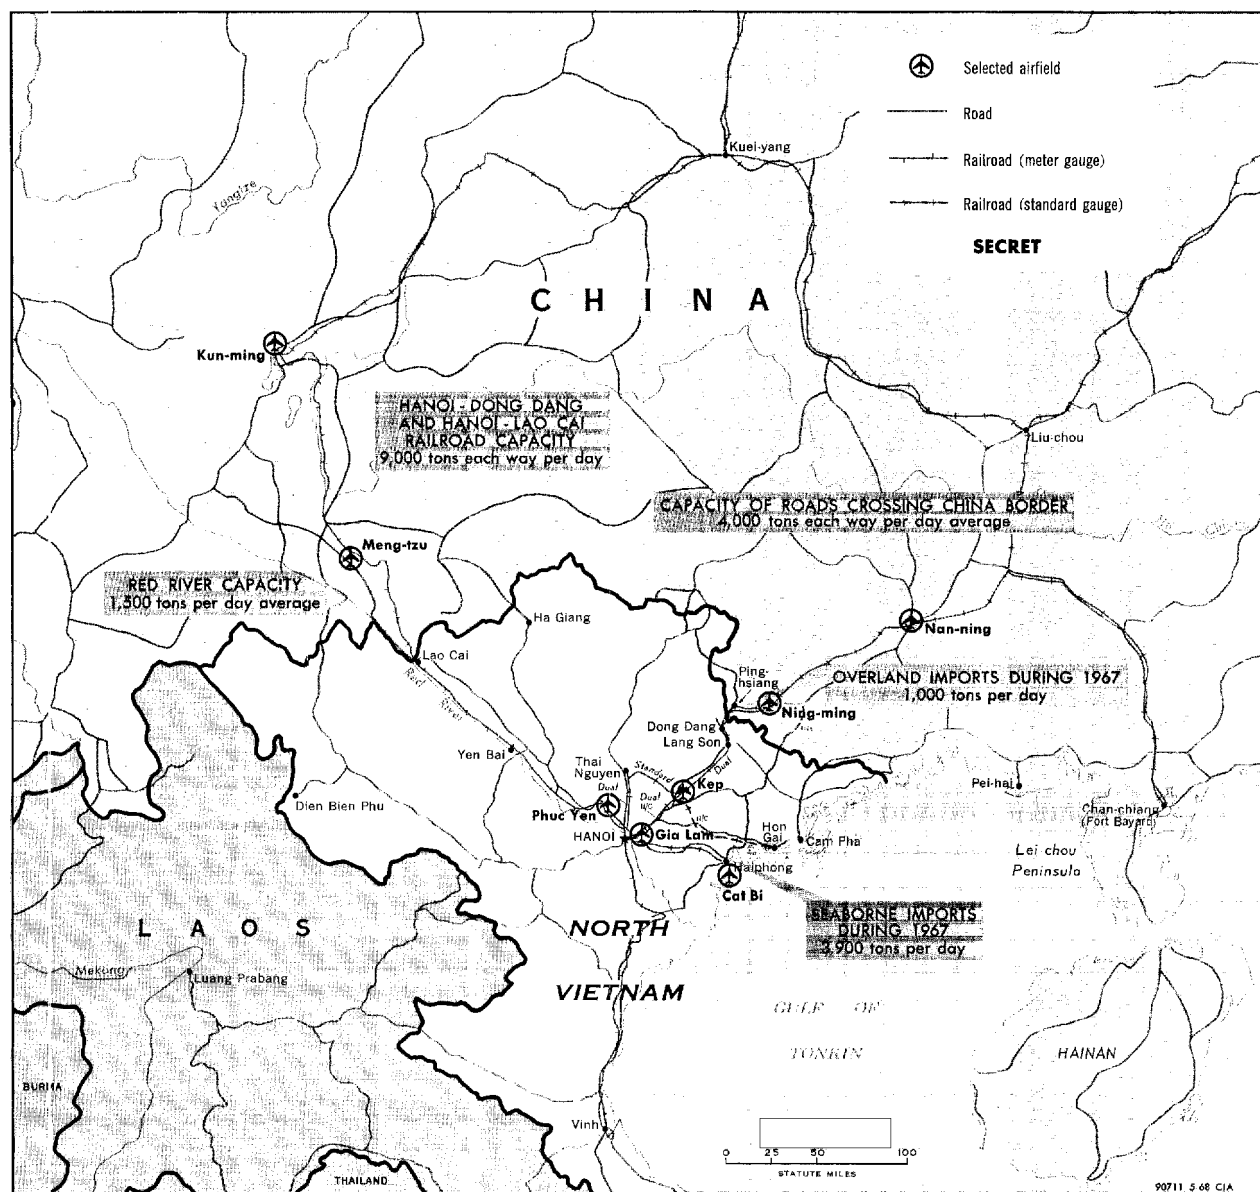 Selected airfield
Road
Railroad (meter gauge)
Railroad (standard gauge)
SECRET
Kuei-yang
Yangtze
CHINA
Kun-ming
HANOI - DONG DANG
AND HANOI - LAO CAI
RAILROAD CAPACITY
9,000 tons each way per day
Liu-chou
CAPACITY OF ROADS CROSSING CHINA BORDER
4,000 tons each way per day average
Meng-tzu
RED RIVER CAPACITY
1,500 tons per day average
Ha Giang
Nan-ning
Lao Cai
Red River
Ping-
hsiang
OVERLAND IMPORTS DURING 1967
1,000 tons per day
Ning-ming
Dong Dang
Lang Son
Yen Bai
Thai
Nguyen
Standard
Dual
Kep
Dual
Dual
u/c
u/c
Pei-hai
Dien Bien Phu
Phuc Yen
Chan-chiang
(Fort Bayard)
HANOI
Gia Lam
Hon
Gai
Cam Pha
Lei-chou
Peninsula
Haiphong
Cat Bi
SEABORNE IMPORTS
DURING 1967
3,900 tons per day
LAOS
NORTH
VIETNAM
Mekong
Luang Prabang
GULF OF
TONKIN
HAINAN
BURMA
Vinh
0 25 50 100
STATUTE MILES
THAILAND
90711 5-68 CIA